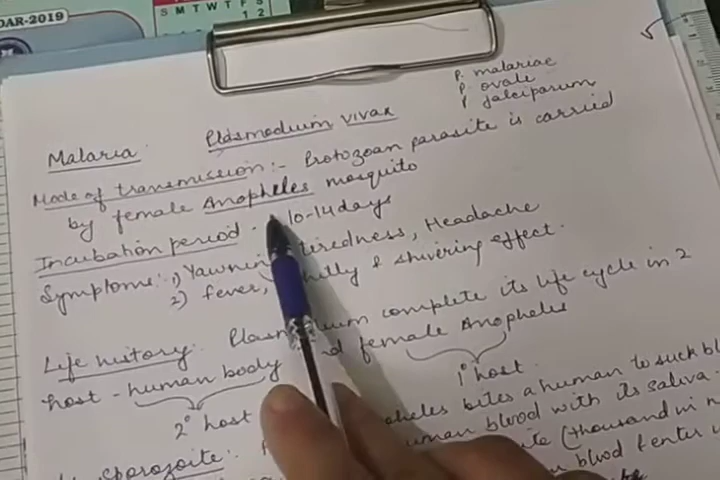 DAR-2019
S M T W T F S
1 2
P. malariae
P. ovale
P falciparum
Malaria. Plasmodium vivax
Mode of transmission:- Protozoan parasite is carried
by female Anopheles mosquito
Incubation period - 10-14 days
Symptoms:- 1) Yawning tiredness, Headache
2) fever, chilly & shivering effect.
Life history: Plasmodium complete its life cycle in 2
host - human body and female Anopheles
2° host 1° host
bites a human to suck
human blood with its saliva.
Sporozoite: (thousand in
blood & enter